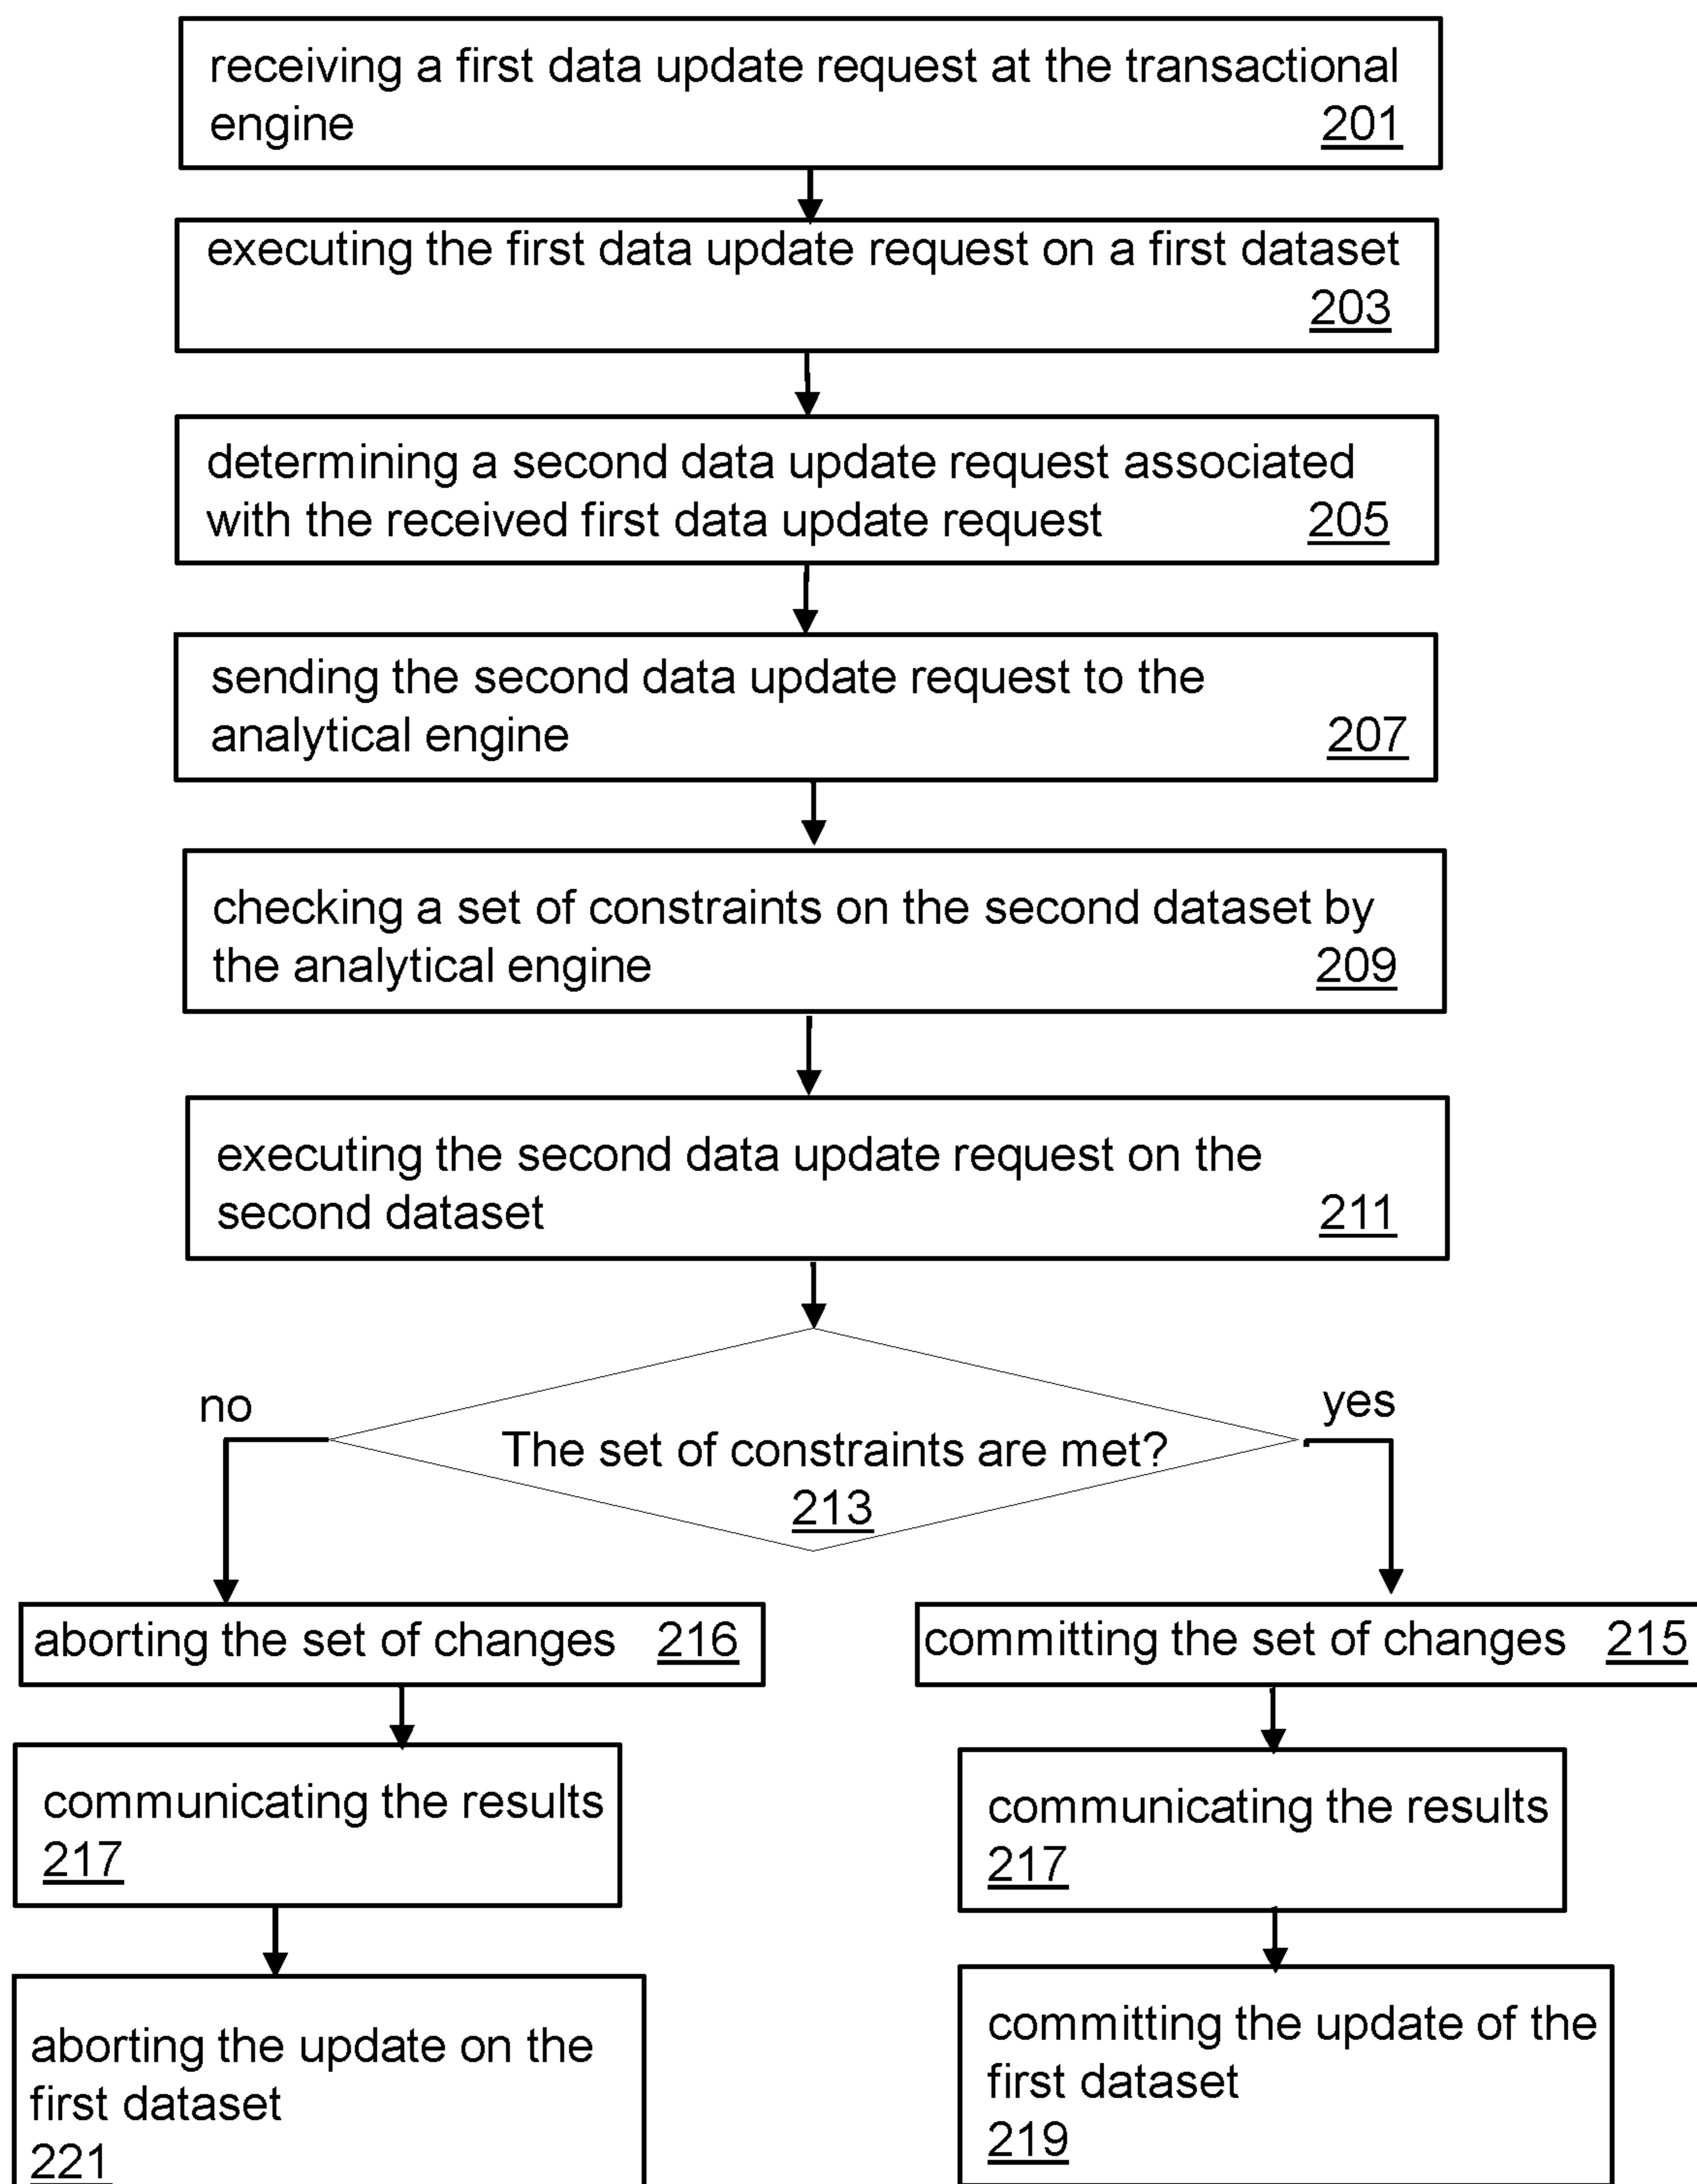 receiving a first data update request at the transactional
engine 201
executing the first data update request on a first dataset
203
determining a second data update request associated
with the received first data update request 205
sending the second data update request to the
analytical engine 207
checking a set of constraints on the second dataset by
the analytical engine 209
executing the second data update request on the
second dataset 211
no
yes
The set of constraints are met?
213
aborting the set of changes 216
committing the set of changes 215
communicating the results
217
communicating the results
217
aborting the update on the
first dataset
221
committing the update of the
first dataset
219